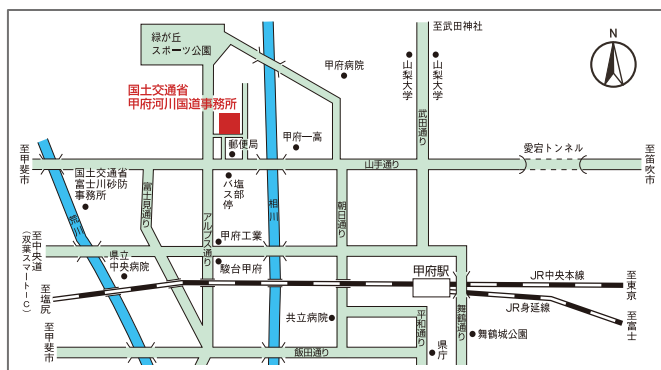 至武田神社
緑が丘
スポーツ公園
N
甲府病院
山梨大学
山梨大学
国土交通省
甲府河川国道事務所
武田通り
郵便局
甲府一高
愛宕トンネル
至甲斐市
山手通り
至笛吹市
国土交通省
富士川砂防
事務所
バス停
塩部
富士見通り
荒川
アルプス通り
相川
朝日通り
甲府工業
至中央道
(双葉スマートIC)
県立
中央病院
駿台甲府
甲府駅
JR中央本線
至東京
至塩尻
JR身延線
共立病院
平和通り
舞鶴通り
舞鶴城公園
至富士
至甲斐市
飯田通り
県庁